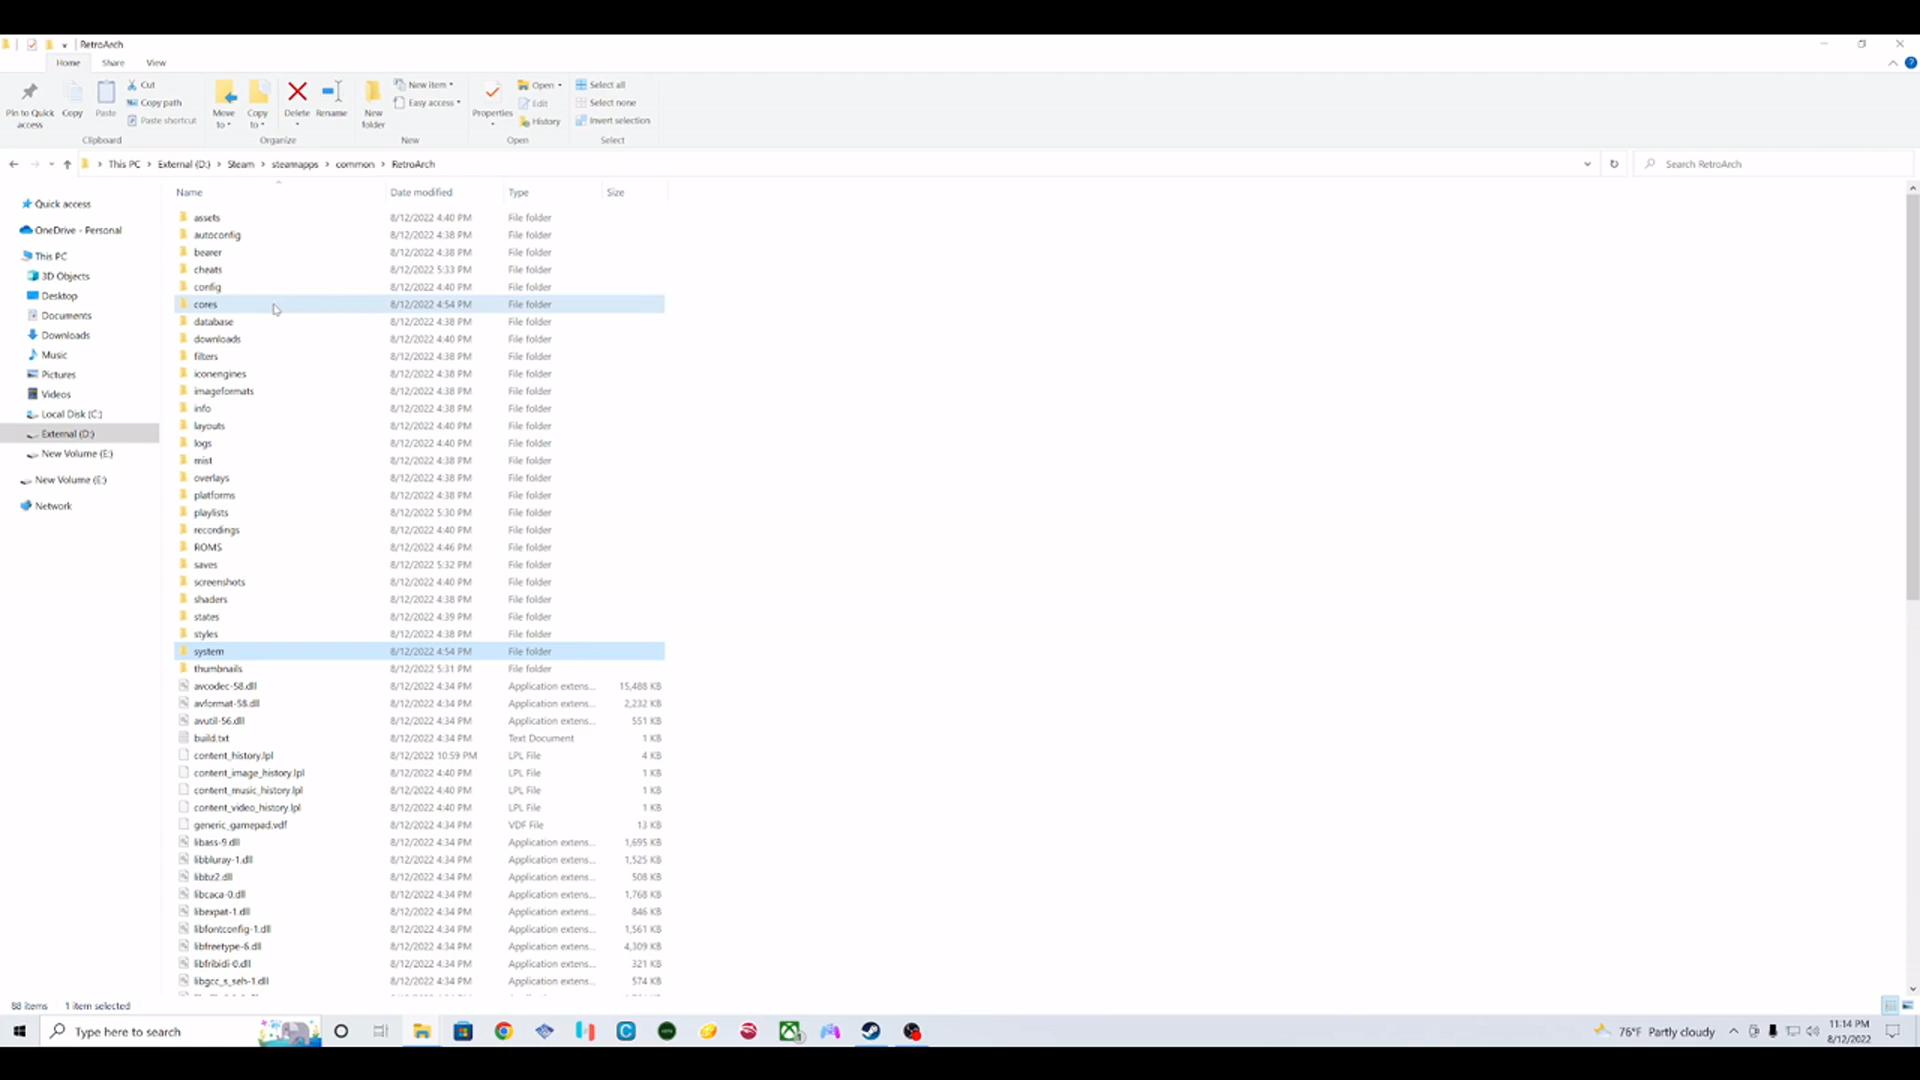 RetroArch
Home Share View
Pin to Quick access
Copy
Paste
Cut
Copy path
Paste shortcut
Clipboard
Move to
Copy to
Delete
Rename
Organize
New folder
New item
Easy access
New
Properties
Open
Edit
History
Open
Select all
Select none
Invert selection
Select
This PC > External (D:) > Steam > steamapps > common > RetroArch
Search RetroArch
Quick access
OneDrive - Personal
This PC
3D Objects
Desktop
Documents
Downloads
Music
Pictures
Videos
Local Disk (C:)
External (D:)
New Volume (E:)
New Volume (E:)
Network
Name Date modified Type Size
assets 8/12/2022 4:40 PM File folder
autoconfig 8/12/2022 4:38 PM File folder
bearer 8/12/2022 4:38 PM File folder
cheats 8/12/2022 5:33 PM File folder
config 8/12/2022 4:40 PM File folder
cores 8/12/2022 4:54 PM File folder
database 8/12/2022 4:38 PM File folder
downloads 8/12/2022 4:40 PM File folder
filters 8/12/2022 4:38 PM File folder
iconengines 8/12/2022 4:38 PM File folder
imageformats 8/12/2022 4:38 PM File folder
info 8/12/2022 4:38 PM File folder
layouts 8/12/2022 4:40 PM File folder
logs 8/12/2022 4:40 PM File folder
mist 8/12/2022 4:38 PM File folder
overlays 8/12/2022 4:38 PM File folder
platforms 8/12/2022 4:38 PM File folder
playlists 8/12/2022 5:30 PM File folder
recordings 8/12/2022 4:40 PM File folder
ROMS 8/12/2022 4:46 PM File folder
saves 8/12/2022 5:32 PM File folder
screenshots 8/12/2022 4:40 PM File folder
shaders 8/12/2022 4:38 PM File folder
states 8/12/2022 4:39 PM File folder
styles 8/12/2022 4:38 PM File folder
system 8/12/2022 4:54 PM File folder
thumbnails 8/12/2022 5:31 PM File folder
avcodec-58.dll 8/12/2022 4:34 PM Application extens... 15,488 KB
avformat-58.dll 8/12/2022 4:34 PM Application extens... 2,232 KB
avutil-56.dll 8/12/2022 4:34 PM Application extens... 551 KB
build.txt 8/12/2022 4:34 PM Text Document 1 KB
content_history.lpl 8/12/2022 10:59 PM LPL File 4 KB
content_image_history.lpl 8/12/2022 4:40 PM LPL File 1 KB
content_music_history.lpl 8/12/2022 4:40 PM LPL File 1 KB
content_video_history.lpl 8/12/2022 4:40 PM LPL File 1 KB
generic_gamepad.vdf 8/12/2022 4:34 PM VDF File 13 KB
libass-9.dll 8/12/2022 4:34 PM Application extens... 1,695 KB
libbluray-1.dll 8/12/2022 4:34 PM Application extens... 1,525 KB
libbz2.dll 8/12/2022 4:34 PM Application extens... 508 KB
libcaca-0.dll 8/12/2022 4:34 PM Application extens... 1,768 KB
libexpat-1.dll 8/12/2022 4:34 PM Application extens... 846 KB
libfontconfig-1.dll 8/12/2022 4:34 PM Application extens... 1,561 KB
libfreetype-6.dll 8/12/2022 4:34 PM Application extens... 4,309 KB
libfribidi-0.dll 8/12/2022 4:34 PM Application extens... 321 KB
libgcc_s_seh-1.dll 8/12/2022 4:34 PM Application extens... 574 KB
88 items 1 item selected
Type here to search
76°F Partly cloudy
11:14 PM
8/12/2022